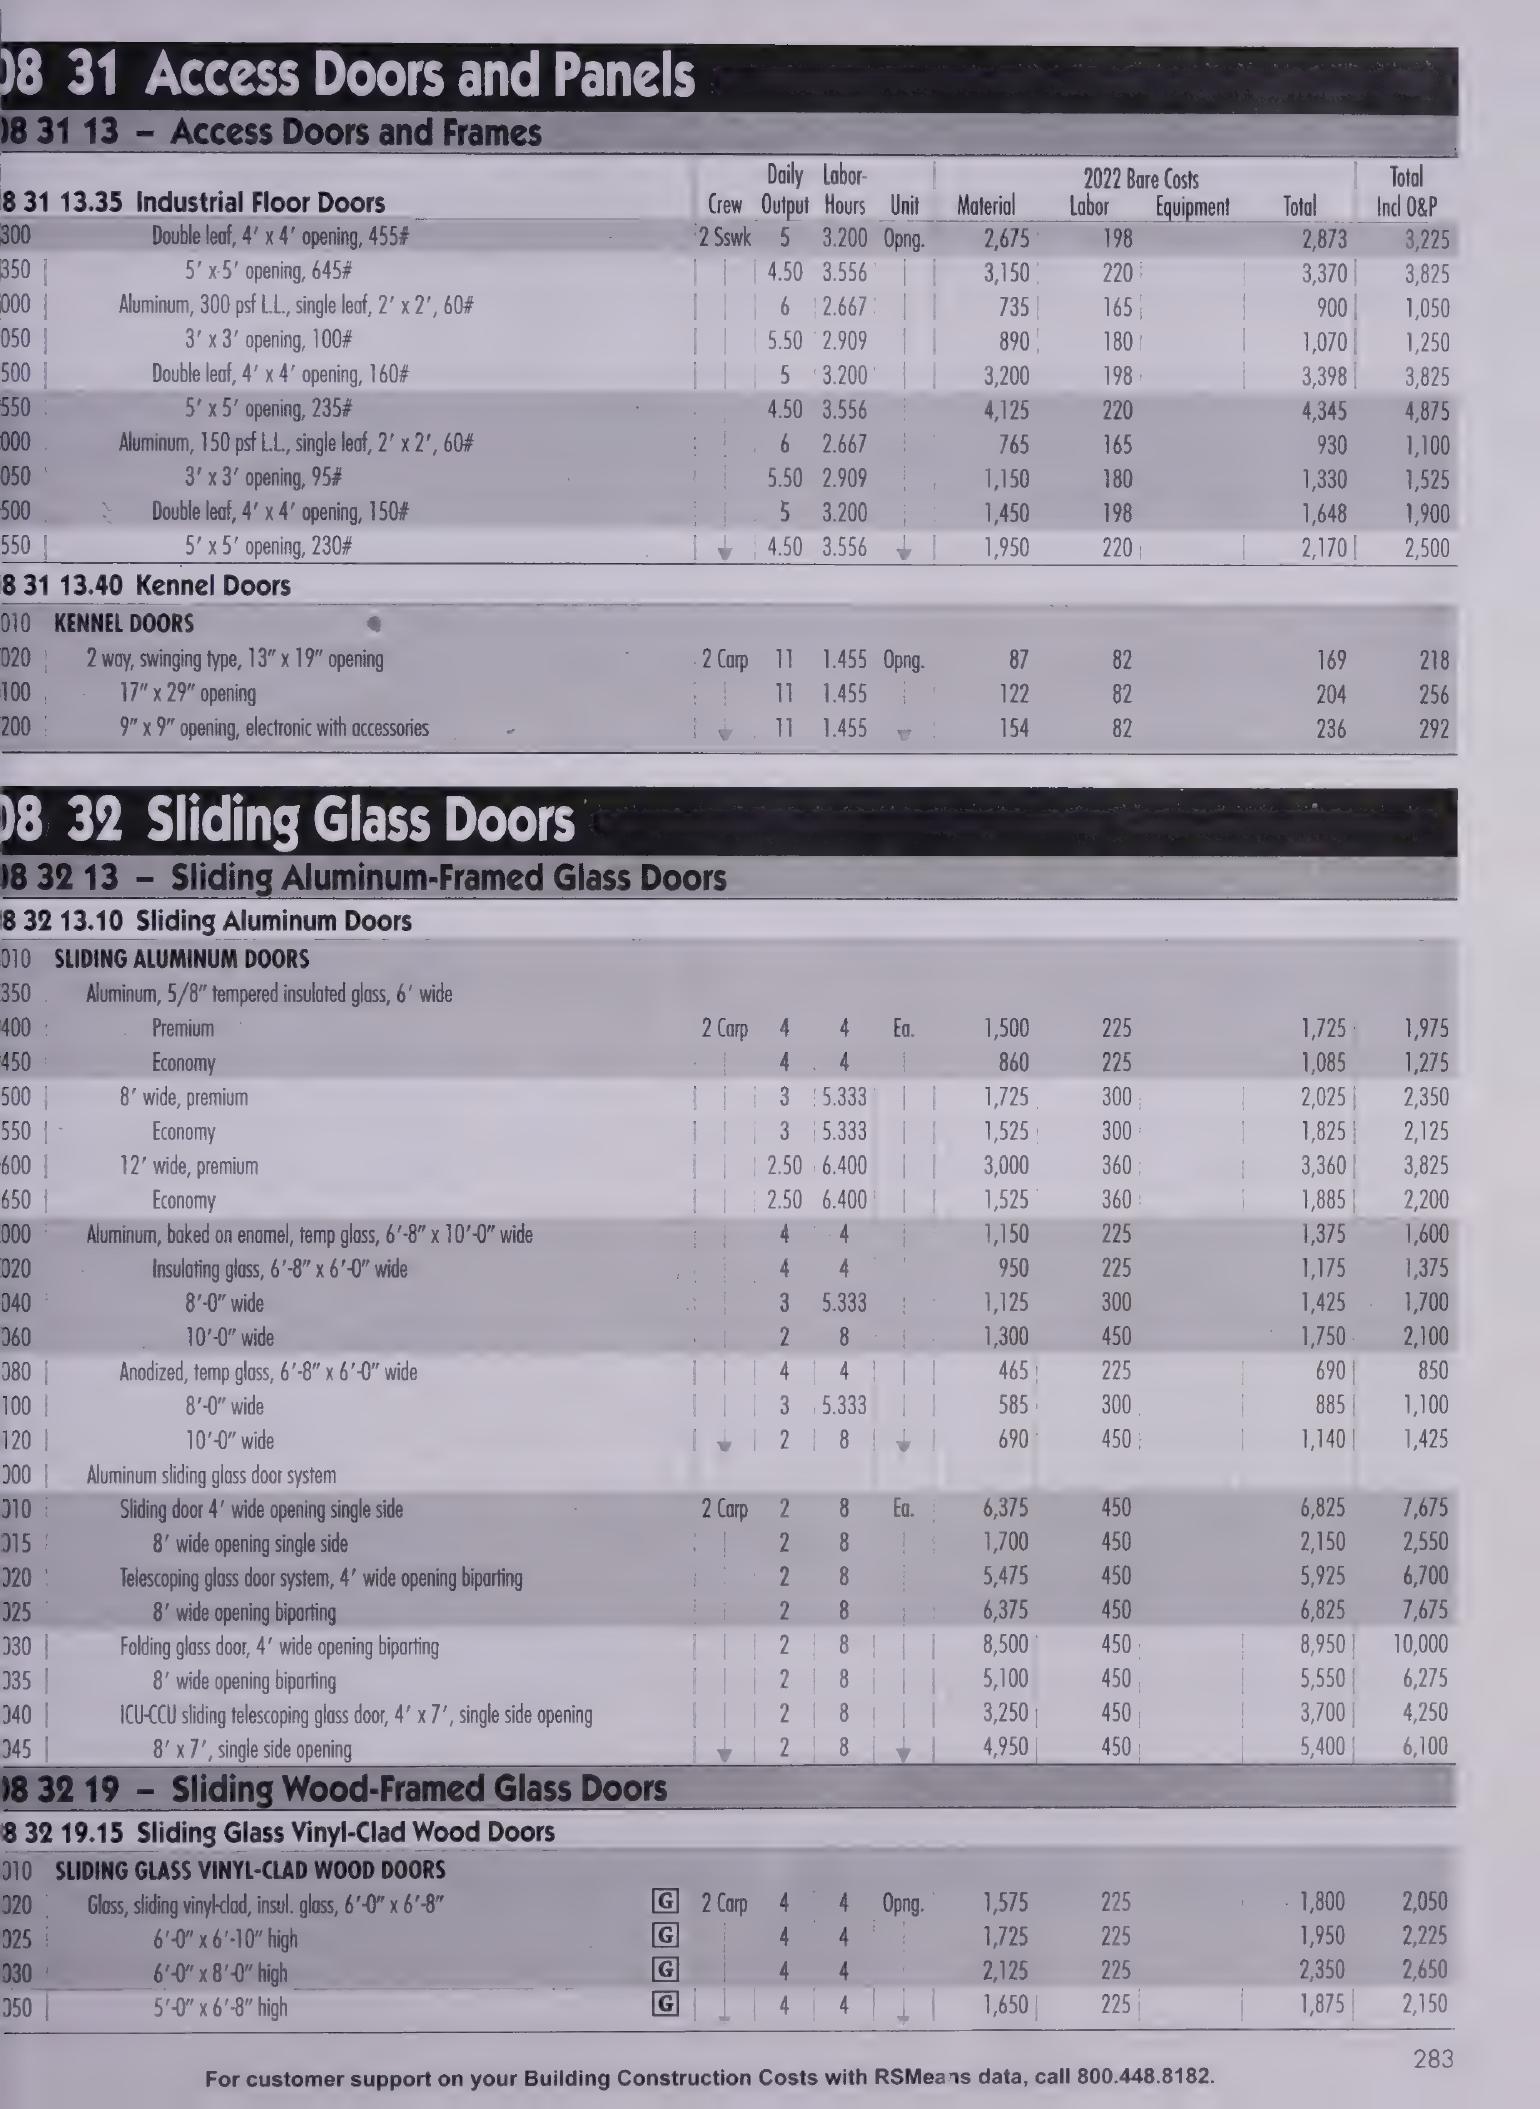 08 31 Access Doors and Panels
08 31 13 – Access Doors and Frames
Daily Labor- 2022 Bare Costs Total
8 31 13.35 Industrial Floor Doors Crew Output Hours Unit Material Labor Equipment Total Incl O&P
300 Double leaf, 4' x 4' opening, 455# 2 Sswk 5 3.200 Opng. 2,675 198 2,873 3,225
350 5' x 5' opening, 645# 4.50 3.556 3,150 220 3,370 3,825
000 Aluminum, 300 psf L.L., single leaf, 2' x 2', 60# 6 2.667 735 165 900 1,050
050 3' x 3' opening, 100# 5.50 2.909 890 180 1,070 1,250
500 Double leaf, 4' x 4' opening, 160# 5 3.200 3,200 198 3,398 3,825
550 5' x 5' opening, 235# 4.50 3.556 4,125 220 4,345 4,875
000 Aluminum, 150 psf L.L., single leaf, 2' x 2', 60# 6 2.667 765 165 930 1,100
050 3' x 3' opening, 95# 5.50 2.909 1,150 180 1,330 1,525
500 Double leaf, 4' x 4' opening, 150# 5 3.200 1,450 198 1,648 1,900
550 5' x 5' opening, 230# 4.50 3.556 1,950 220 2,170 2,500
8 31 13.40 Kennel Doors
010 KENNEL DOORS
020 2 way, swinging type, 13" x 19" opening 2 Carp 11 1.455 Opng. 87 82 169 218
100 17" x 29" opening 11 1.455 122 82 204 256
200 9" x 9" opening, electronic with accessories 11 1.455 154 82 236 292
08 32 Sliding Glass Doors
08 32 13 – Sliding Aluminum-Framed Glass Doors
8 32 13.10 Sliding Aluminum Doors
010 SLIDING ALUMINUM DOORS
350 Aluminum, 5/8" tempered insulated glass, 6' wide
400 Premium 2 Carp 4 4 Ea. 1,500 225 1,725 1,975
450 Economy 4 4 860 225 1,085 1,275
500 8' wide, premium 3 5.333 1,725 300 2,025 2,350
550 Economy 3 5.333 1,525 300 1,825 2,125
600 12' wide, premium 2.50 6.400 3,000 360 3,360 3,825
650 Economy 2.50 6.400 1,525 360 1,885 2,200
000 Aluminum, baked on enamel, temp glass, 6'-8" x 10'-0" wide 4 4 1,150 225 1,375 1,600
020 Insulating glass, 6'-8" x 6'-0" wide 4 4 950 225 1,175 1,375
040 8'-0" wide 3 5.333 1,125 300 1,425 1,700
060 10'-0" wide 2 8 1,300 450 1,750 2,100
080 Anodized, temp glass, 6'-8" x 6'-0" wide 4 4 465 225 690 850
100 8'-0" wide 3 5.333 585 300 885 1,100
120 10'-0" wide 2 8 690 450 1,140 1,425
000 Aluminum sliding glass door system
010 Sliding door 4' wide opening single side 2 Carp 2 8 Ea. 6,375 450 6,825 7,675
015 8' wide opening single side 2 8 1,700 450 2,150 2,550
020 Telescoping glass door system, 4' wide opening biparting 2 8 5,475 450 5,925 6,700
025 8' wide opening biparting 2 8 6,375 450 6,825 7,675
030 Folding glass door, 4' wide opening biparting 2 8 8,500 450 8,950 10,000
035 8' wide opening biparting 2 8 5,100 450 5,550 6,275
040 ICU-CCU sliding telescoping glass door, 4' x 7', single side opening 2 8 3,250 450 3,700 4,250
045 8' x 7', single side opening 2 8 4,950 450 5,400 6,100
08 32 19 – Sliding Wood-Framed Glass Doors
8 32 19.15 Sliding Glass Vinyl-Clad Wood Doors
010 SLIDING GLASS VINYL-CLAD WOOD DOORS
020 Glass, sliding vinyl-clad, insul. glass, 6'-0" x 6'-8" G 2 Carp 4 4 Opng. 1,575 225 1,800 2,050
025 6'-0" x 6'-10" high G 4 4 1,725 225 1,950 2,225
030 6'-0" x 8'-0" high G 4 4 2,125 225 2,350 2,650
050 5'-0" x 6'-8" high G 4 4 1,650 225 1,875 2,150
283
For customer support on your Building Construction Costs with RSMeans data, call 800.448.8182.